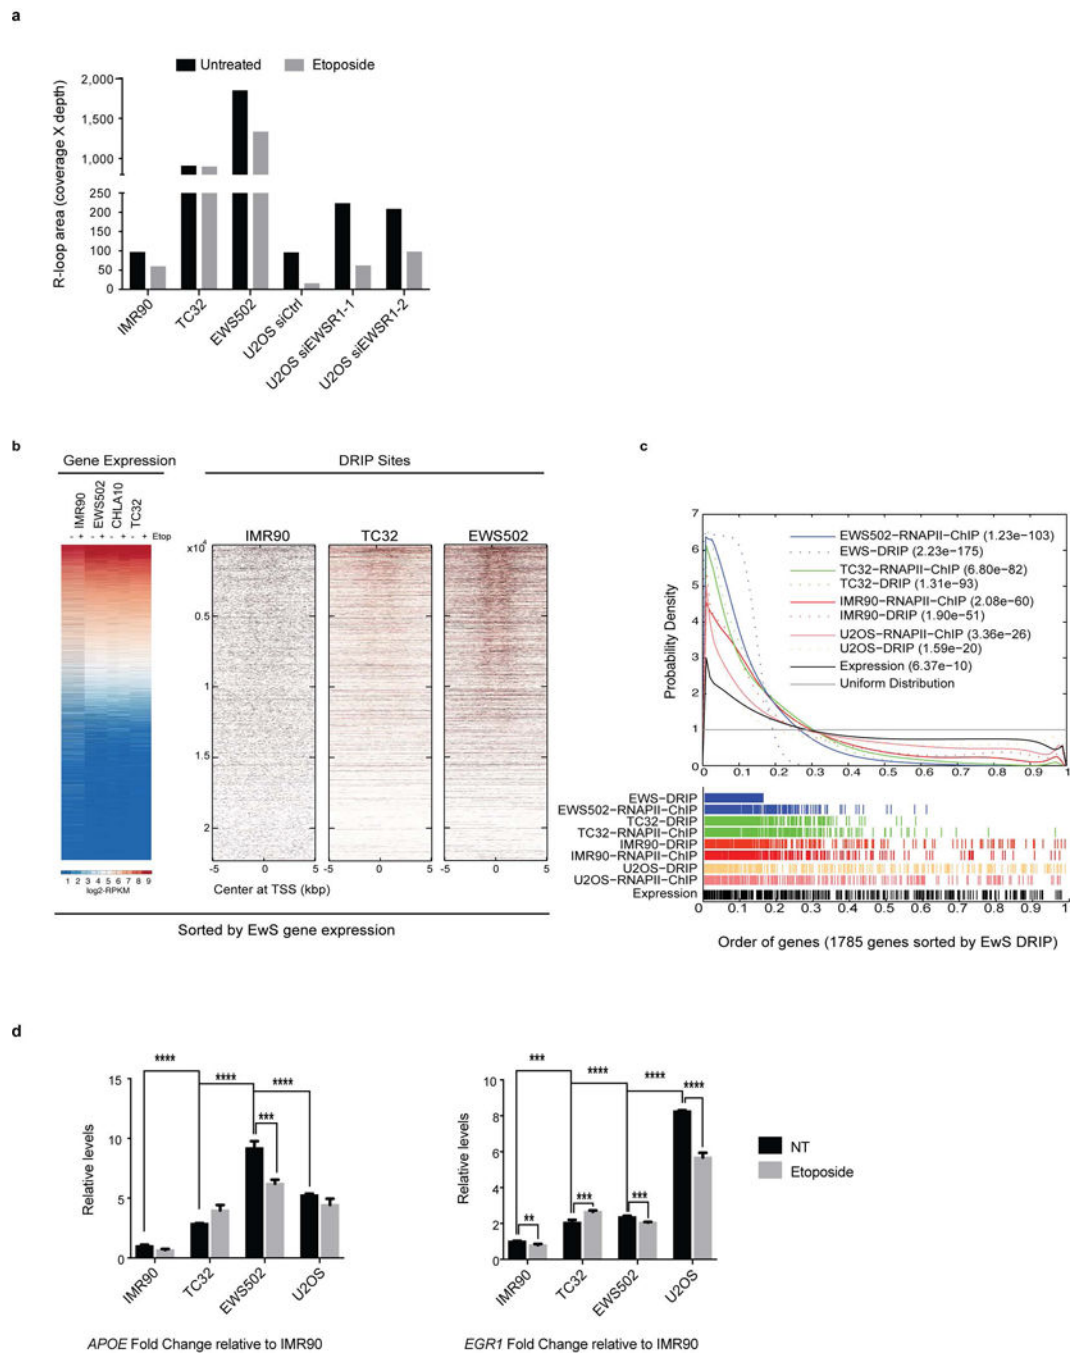 a
Untreated Etoposide
R-loop area (coverage X depth)
2,000
1,500
1,000
250
200
150
100
50
0
IMR90 TC32 EWS502 U2OS siCtrl U2OS siEWSR1-1 U2OS siEWSR1-2
b
Gene Expression DRIP Sites
IMR90 EWS502 CHLA10 TC32
- + - + - + - + Etop
IMR90 TC32 EWS502
x10^4
0.5
1
1.5
2
-5 0 5 -5 0 5 -5 0 5
1 2 3 4 5 6 7 8 9
log2-RPKM
Center at TSS (kbp)
Sorted by EwS gene expression
c
Probability Density
7
6
5
4
3
2
1
0
EWS502-RNAPII-ChIP (1.23e-103)
EWS-DRIP (2.23e-175)
TC32-RNAPII-ChIP (6.80e-82)
TC32-DRIP (1.31e-93)
IMR90-RNAPII-ChIP (2.08e-60)
IMR90-DRIP (1.90e-51)
U2OS-RNAPII-ChIP (3.36e-26)
U2OS-DRIP (1.59e-20)
Expression (6.37e-10)
Uniform Distribution
0 0.1 0.2 0.3 0.4 0.5 0.6 0.7 0.8 0.9 1
EWS-DRIP
EWS502-RNAPII-ChIP
TC32-DRIP
TC32-RNAPII-ChIP
IMR90-DRIP
IMR90-RNAPII-ChIP
U2OS-DRIP
U2OS-RNAPII-ChIP
Expression
0 0.1 0.2 0.3 0.4 0.5 0.6 0.7 0.8 0.9 1
Order of genes (1785 genes sorted by EwS DRIP)
d
Relative levels
15
10
5
0
**** **** **** ***
IMR90 TC32 EWS502 U2OS
APOE Fold Change relative to IMR90
Relative levels
10
8
6
4
2
0
*** **** **** **** ** *** ***
IMR90 TC32 EWS502 U2OS
EGR1 Fold Change relative to IMR90
NT
Etoposide